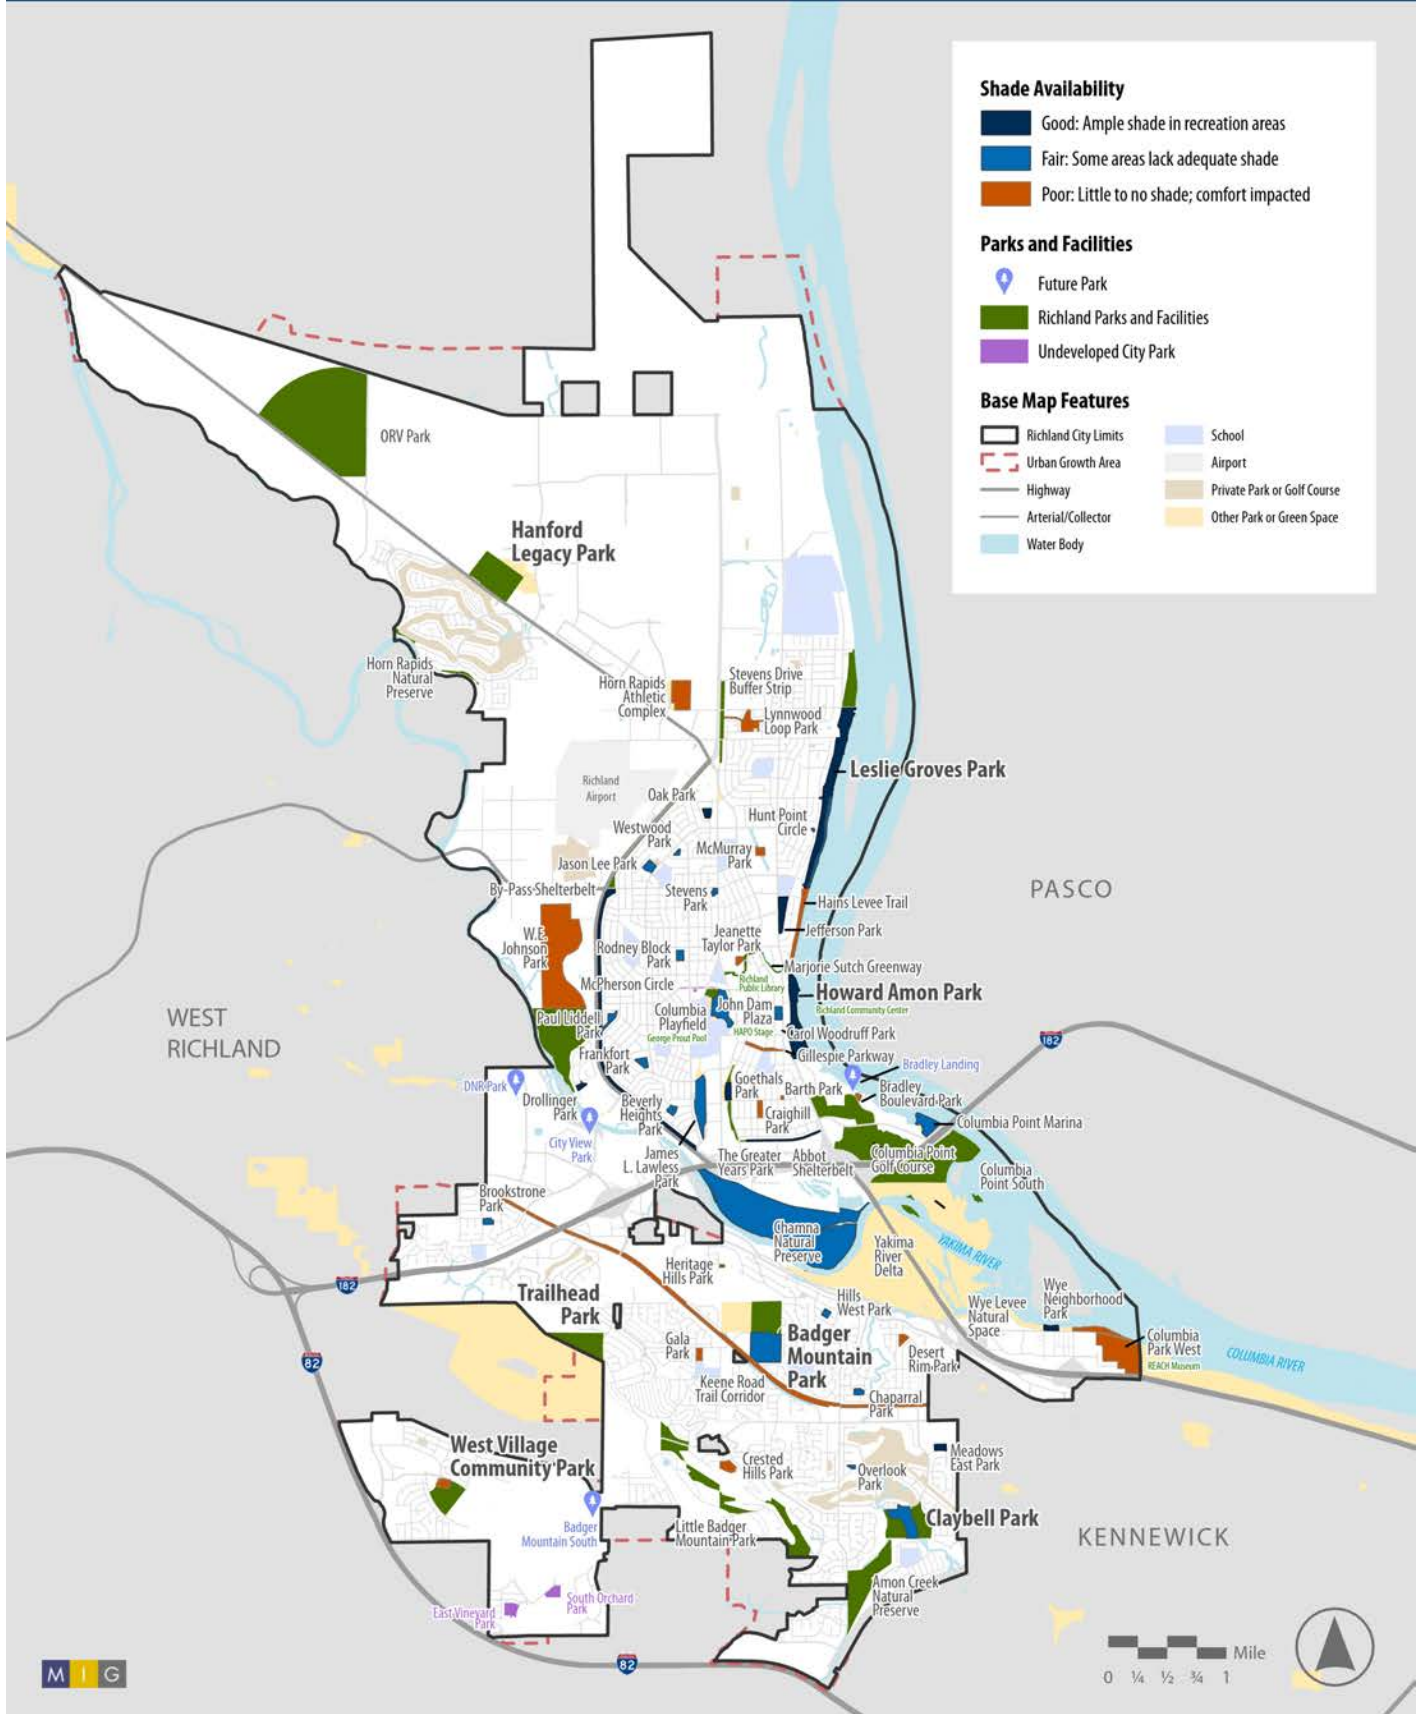 Shade Availability
Good: Ample shade in recreation areas
Fair: Some areas lack adequate shade
Poor: Little to no shade; comfort impacted
Parks and Facilities
Future Park
Richland Parks and Facilities
Undeveloped City Park
Base Map Features
Richland City Limits
School
Urban Growth Area
Airport
Highway
Private Park or Golf Course
Arterial/Collector
Other Park or Green Space
Water Body
ORV Park
Hanford
Legacy Park
Horn Rapids
Natural
Preserve
Horn Rapids
Athletic
Complex
Stevens Drive
Buffer Strip
Lynnwood
Loop Park
Leslie Groves Park
Richland
Airport
Oak Park
Hunt Point
Circle
Westwood
Park
McMurray
Park
Jason Lee Park
By-Pass Shelterbelt
Stevens
Park
PASCO
Hains Levee Trail
Jefferson Park
W.E.
Johnson
Park
Rodney Block
Park
Jeanette
Taylor Park
Marjorie Sutch Greenway
Richland
Public Library
McPherson Circle
Howard Amon Park
Richland Community Center
WEST
RICHLAND
Paul Liddell
Park
Columbia
Playfield
George Prout Pool
John Dam
Plaza
HAPO Stage
Carol Woodruff Park
182
Gillespie Parkway
Frankfort
Park
Bradley Landing
DNR Park
Goethals
Park
Barth Park
Bradley
Boulevard Park
Drollinger
Park
Beverly
Heights
Park
Craighill
Park
Columbia Point Marina
City View
Park
James
L. Lawless
Park
The Greater
Years Park
Abbot
Shelterbelt
Columbia Point
Golf Course
Columbia
Point South
Brookstone
Park
Chamna
Natural
Preserve
Yakima
River
Delta
YAKIMA RIVER
182
Heritage
Hills Park
Trailhead
Park
Hills
West Park
Wye Levee
Natural
Space
Wye
Neighborhood
Park
Gala
Park
Badger
Mountain
Park
Desert
Rim Park
Columbia
Park West
REACH Museum
COLUMBIA RIVER
82
Keene Road
Trail Corridor
Chaparral
Park
West Village
Community Park
Crested
Hills Park
Overlook
Park
Meadows
East Park
Badger
Mountain South
Little Badger
Mountain Park
Claybell Park
KENNEWICK
South Orchard
Park
East Vineyard
Park
Amon Creek
Natural
Preserve
82
M I G
Mile
0 ¼ ½ ¾ 1